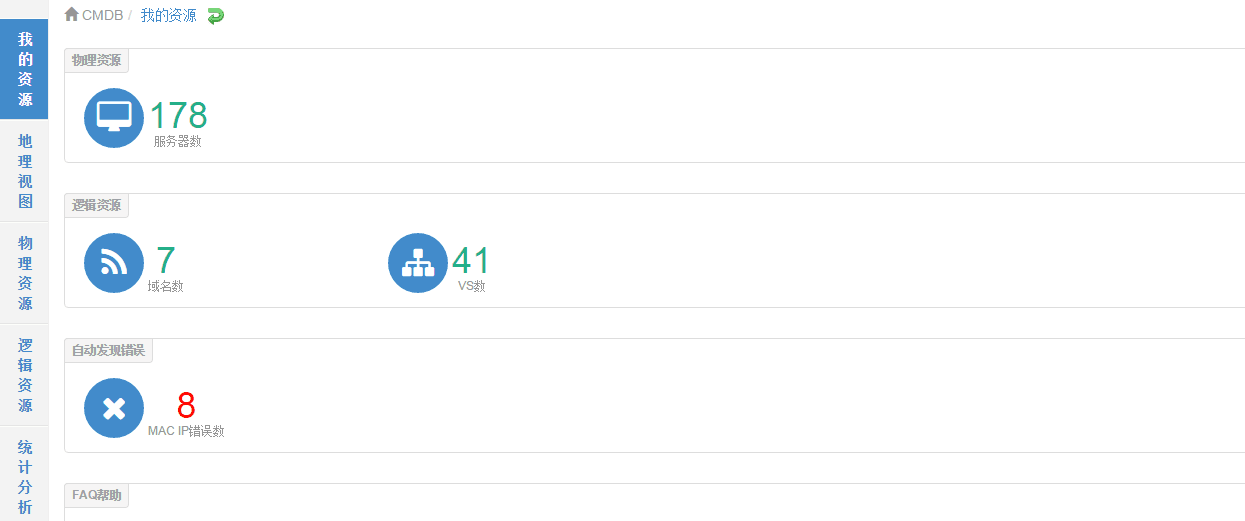 CMDB / 我的资源
我的资源
地理视图
物理资源
逻辑资源
统计分析
物理资源
178
服务器数
逻辑资源
7
域名数
41
VS数
自动发现错误
8
MAC IP错误数
FAQ帮助